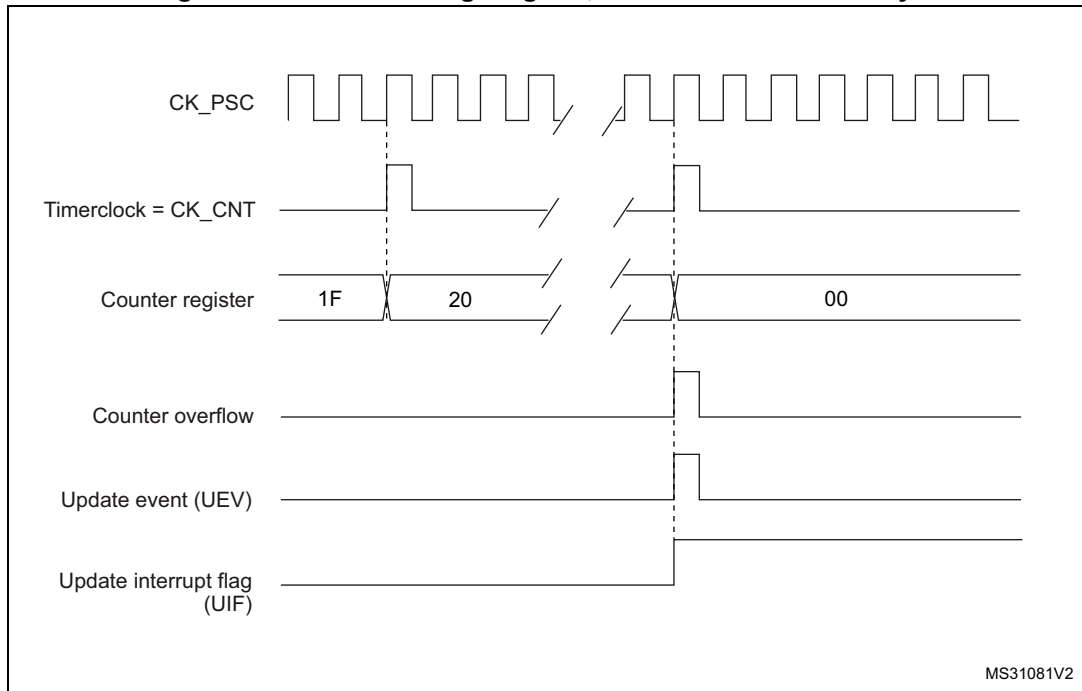 CK_PSC
Timerclock = CK_CNT
Counter register
1F
20
00
Counter overflow
Update event (UEV)
Update interrupt flag
(UIF)
MS31081V2